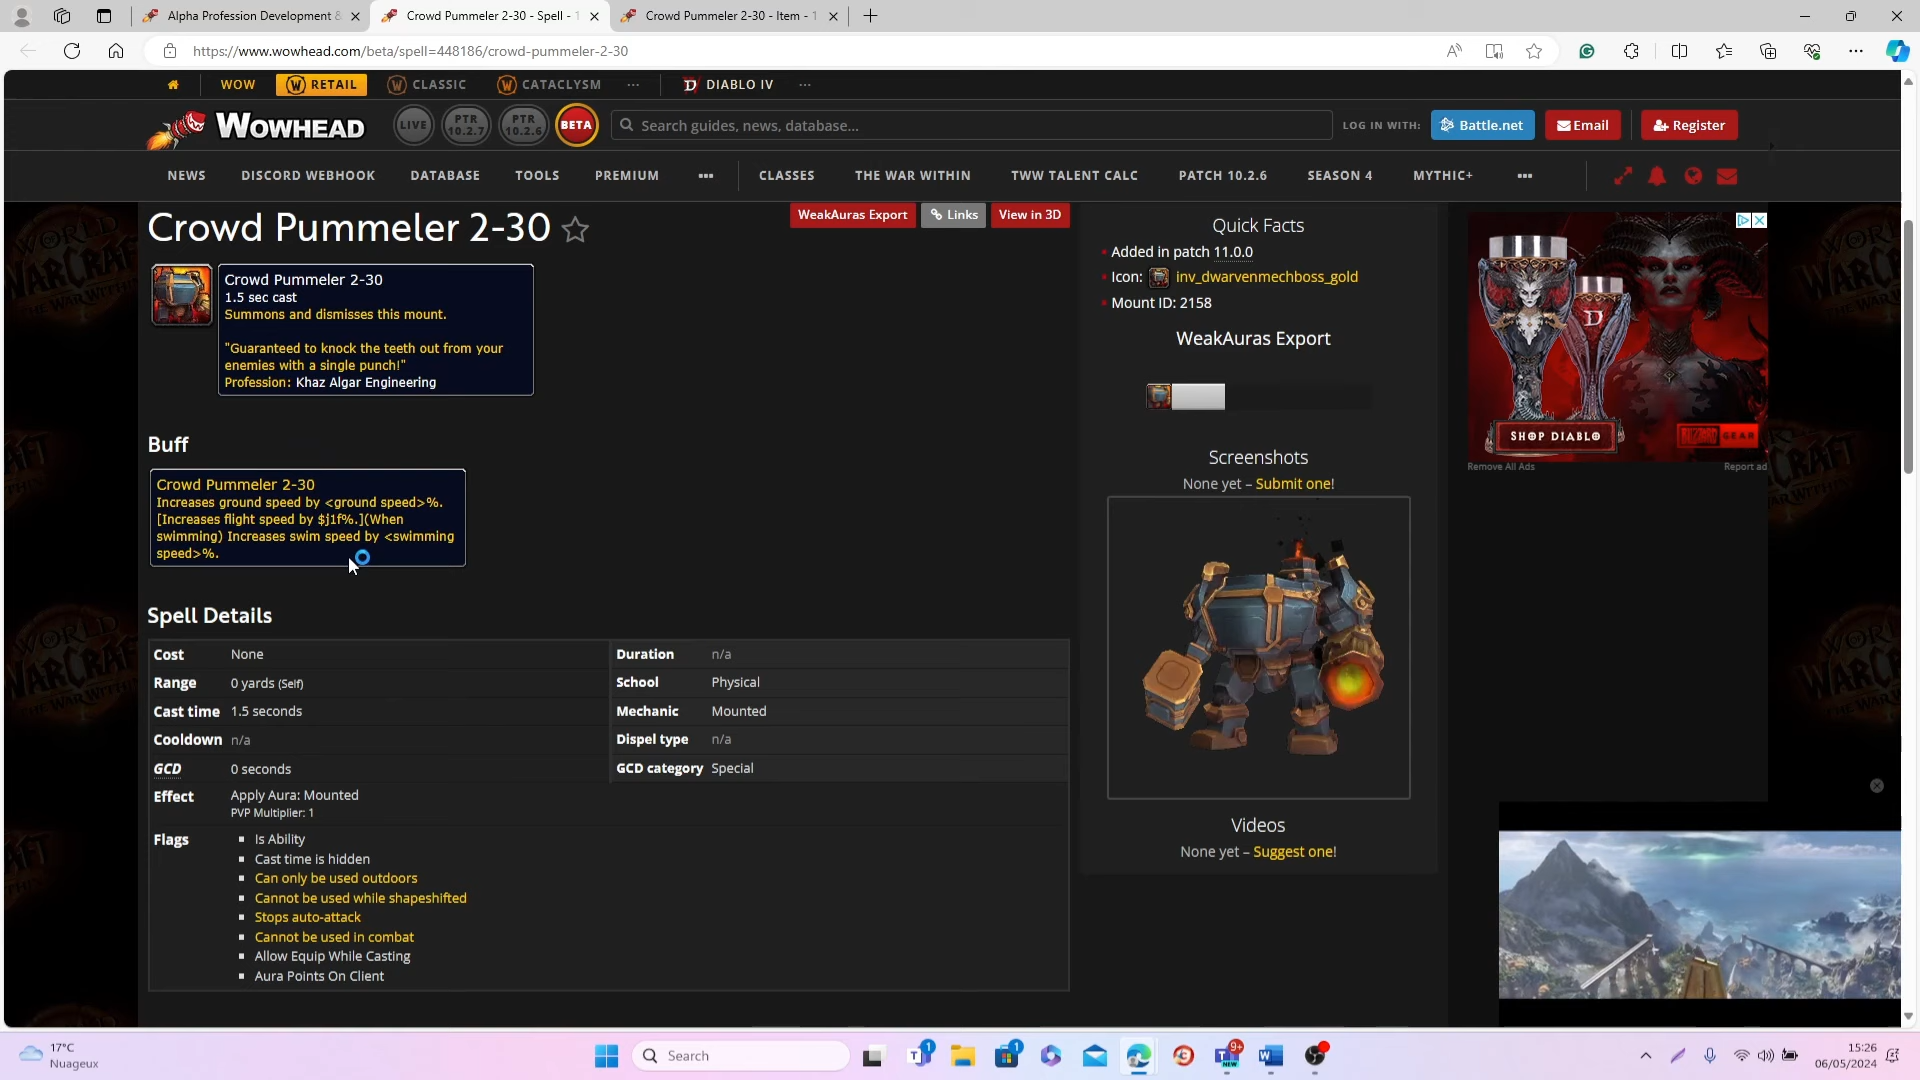 Alpha Profession Development &
Crowd Pummeler 2-30 - Spell - 1
Crowd Pummeler 2-30 - Item - 1
https://www.wowhead.com/beta/spell=448186/crowd-pummeler-2-30
WOW
RETAIL
CLASSIC
CATACLYSM
DIABLO IV
WOWHEAD
LIVE
PTR 10.2.7
PTR 10.2.6
BETA
Search guides, news, database...
LOG IN WITH:
Battle.net
Email
Register
NEWS
DISCORD WEBHOOK
DATABASE
TOOLS
PREMIUM
CLASSES
THE WAR WITHIN
TWW TALENT CALC
PATCH 10.2.6
SEASON 4
MYTHIC+
Crowd Pummeler 2-30
WeakAuras Export
Links
View in 3D
Crowd Pummeler 2-30
1.5 sec cast
Summons and dismisses this mount.
"Guaranteed to knock the teeth out from your
enemies with a single punch!"
Profession: Khaz Algar Engineering
Buff
Crowd Pummeler 2-30
Increases ground speed by <ground speed>%.
[Increases flight speed by $j1f%.](When
swimming) Increases swim speed by <swimming
speed>%.
Spell Details
Cost None
Duration n/a
Range 0 yards (Self)
School Physical
Cast time 1.5 seconds
Mechanic Mounted
Cooldown n/a
Dispel type n/a
GCD 0 seconds
GCD category Special
Effect Apply Aura: Mounted
PVP Multiplier: 1
Flags
Is Ability
Cast time is hidden
Can only be used outdoors
Cannot be used while shapeshifted
Stops auto-attack
Cannot be used in combat
Allow Equip While Casting
Aura Points On Client
Quick Facts
Added in patch 11.0.0
Icon: inv_dwarvenmechboss_gold
Mount ID: 2158
WeakAuras Export
Screenshots
None yet – Submit one!
Videos
None yet – Suggest one!
SHOP DIABLO
BLIZZARD GEAR
Remove All Ads
Report ad
17°C
Nuageux
Search
1
1
9+
NEW
15:26
06/05/2024